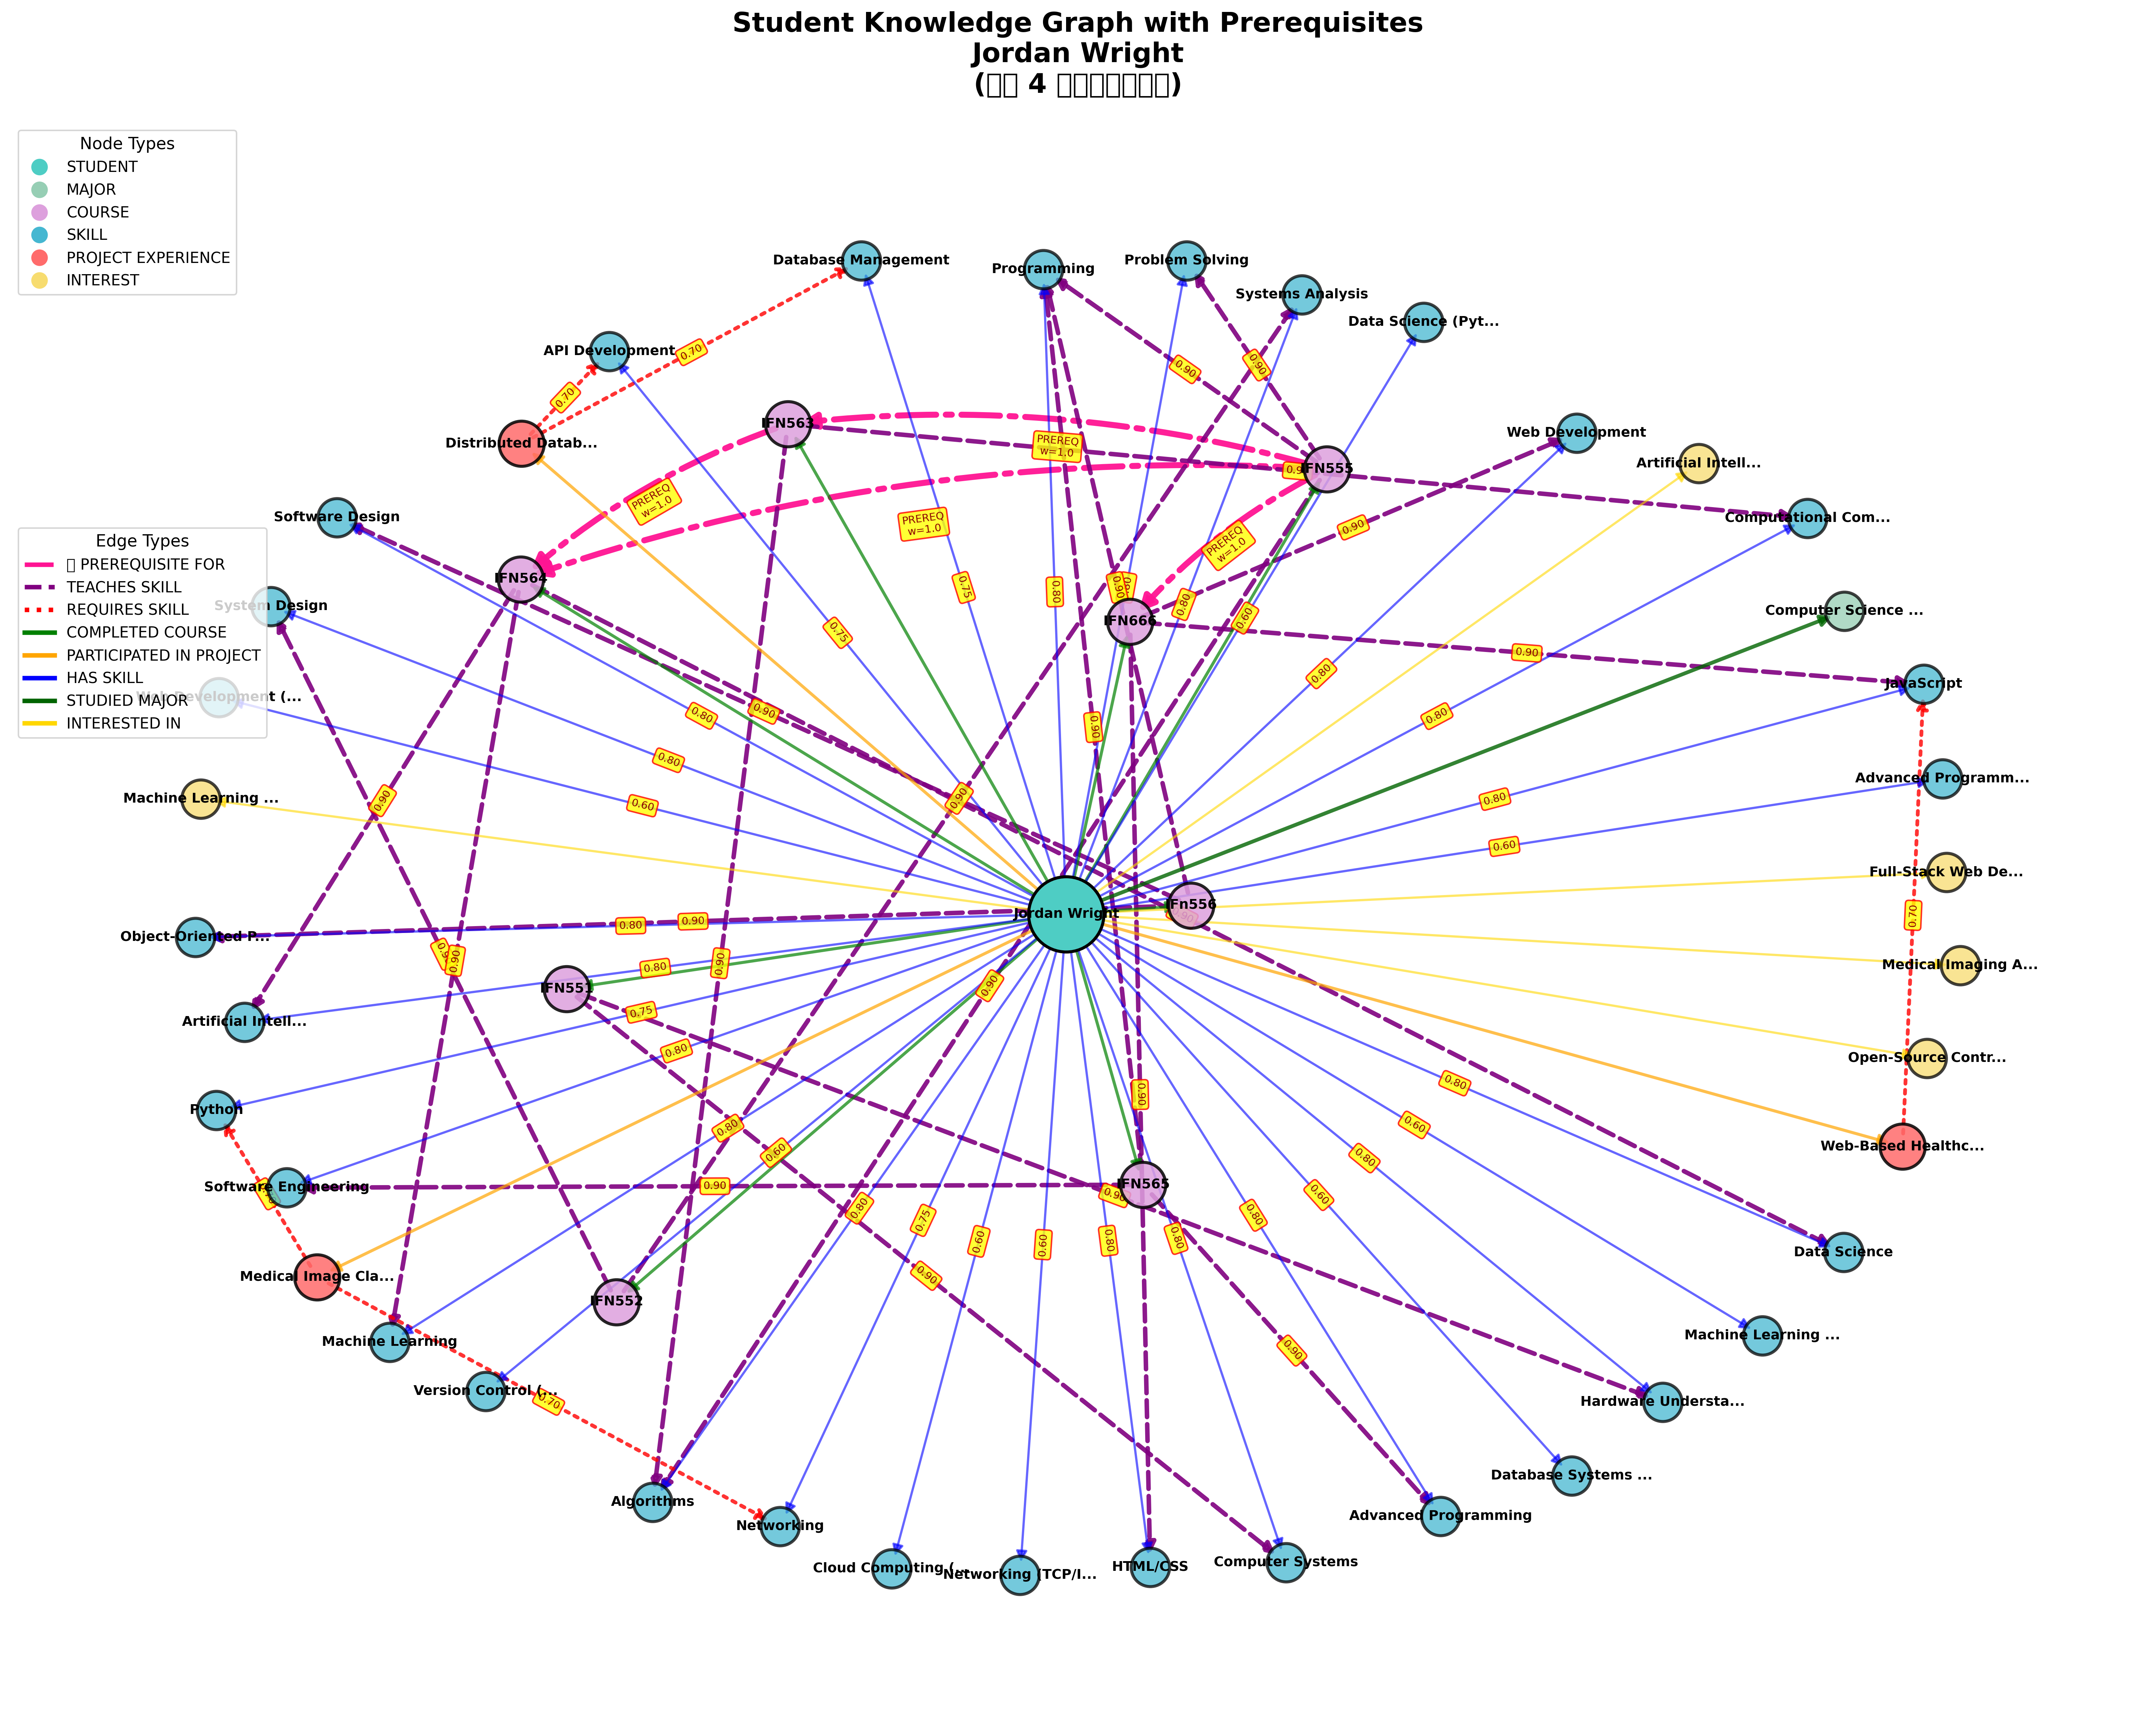 Student Knowledge Graph with Prerequisites
Jordan Wright
(□□ 4 □□□□□□□)
Node Types
STUDENT
MAJOR
COURSE
SKILL
PROJECT EXPERIENCE
INTEREST
Database Management
Programming
Problem Solving
Systems Analysis
Data Science (Pyt...
API Development
0.70
0.70
0.90
0.90
IFN563
Distributed Datab...
PREREQ
w=1.0
IFN555
Web Development
Artificial Intell...
PREREQ
w=1.0
PREREQ
w=1.0
PREREQ
w=1.0
0.90
Software Design
Computational Com...
Edge Types
□ PREREQUISITE FOR
TEACHES SKILL
REQUIRES SKILL
COMPLETED COURSE
PARTICIPATED IN PROJECT
HAS SKILL
STUDIED MAJOR
INTERESTED IN
IFN564
System Design
Web Development (...
0.75
0.75
0.80
0.90
0.80
0.60
IFN666
Computer Science ...
0.90
JavaScript
0.80
0.80
0.90
0.80
0.80
0.90
Advanced Programm...
Machine Learning ...
0.90
0.60
0.90
0.80
0.60
Full-Stack Web De...
0.70
Jordan Wright
IFn556
0.80
0.90
Object-Oriented P...
0.90
0.90
0.80
0.90
Medical Imaging A...
IFN551
0.75
Artificial Intell...
0.80
0.90
0.80
0.60
Open-Source Contr...
Python
0.80
0.60
0.80
Web-Based Healthc...
Software Engineering
0.90
IFN565
0.90
0.80
0.75
0.60
0.60
0.80
0.80
0.80
0.60
Data Science
Medical Image Cla...
0.90
IFN552
Machine Learning
0.90
Machine Learning ...
Version Control (...
0.70
Hardware Understa...
Database Systems ...
Algorithms
Networking
Advanced Programming
Cloud Computing (...
Networking (TCP/I...
HTML/CSS
Computer Systems